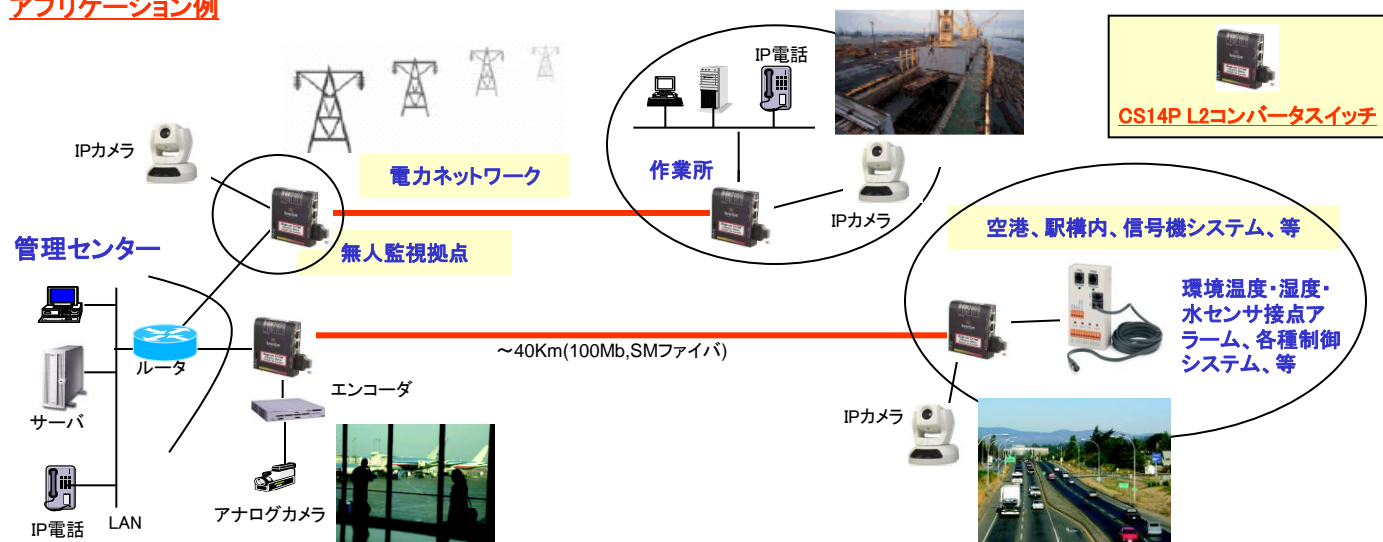 アプリケーション例
IP電話
CS14P L2コンバータスイッチ
IPカメラ
電力ネットワーク
作業所
IPカメラ
無人監視拠点
管理センター
空港、駅構内、信号機システム、等
環境温度・湿度・
水センサ接点ア
ラーム、各種制御
システム、等
ルータ
～40Km(100Mb,SMファイバ)
エンコーダ
サーバ
IPカメラ
アナログカメラ
IP電話
LAN